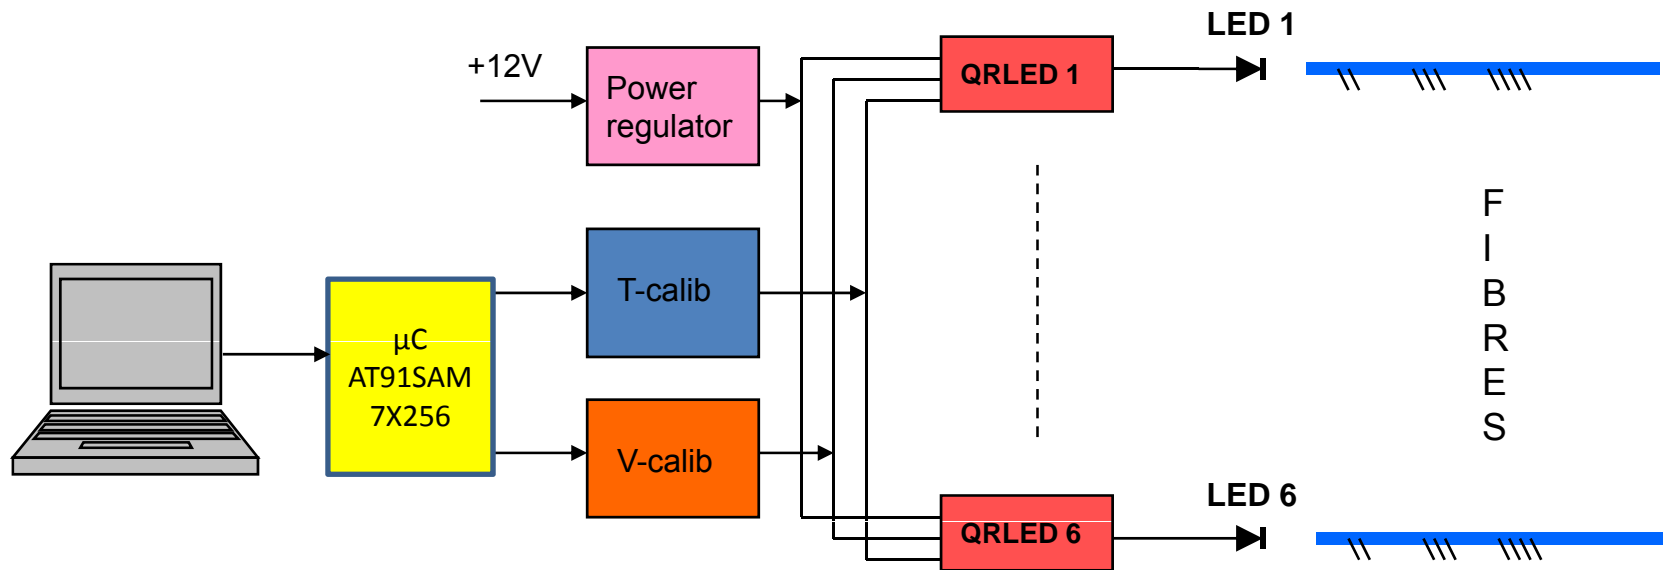 LED 1
+12V
Power
regulator
QRLED 1
T-calib
µC
AT91SAM
7X256
V-calib
F
I
B
R
E
S
LED 6
QRLED 6